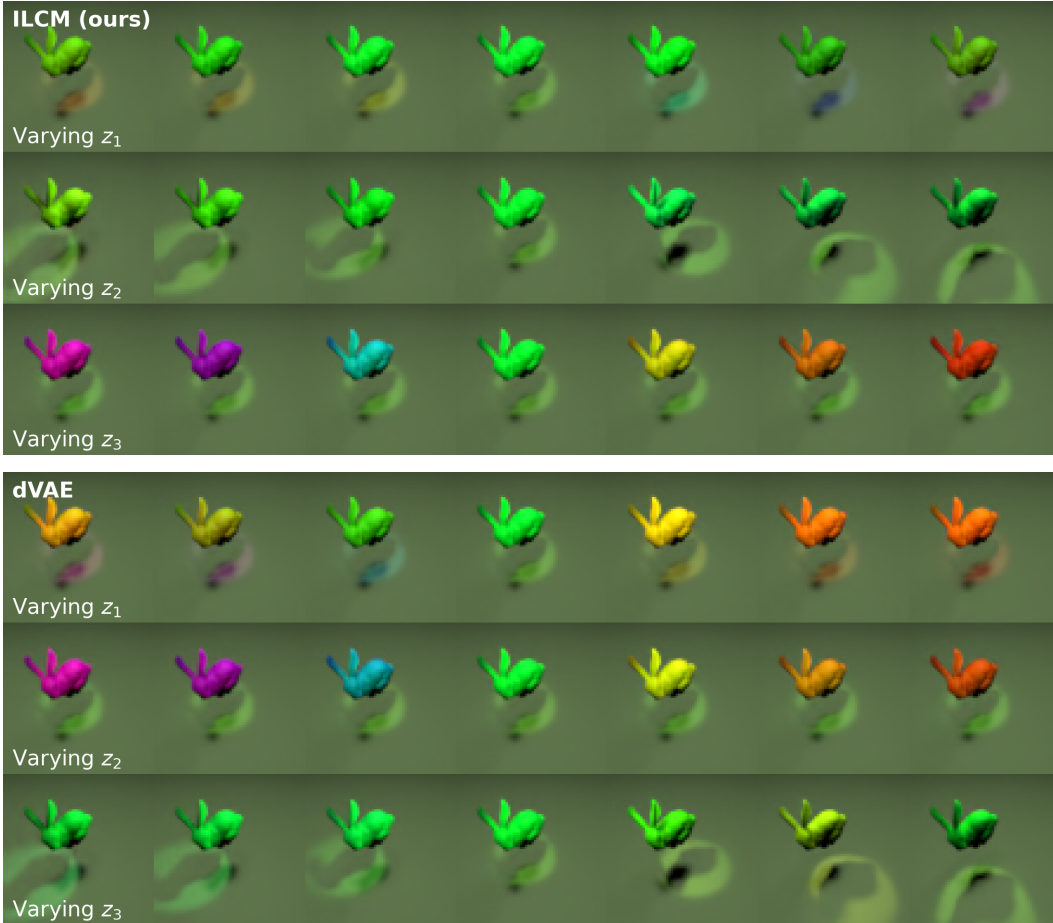 ILCM (ours)
Varying z₁
Varying z₂
Varying z₃
dVAE
Varying z₁
Varying z₂
Varying z₃